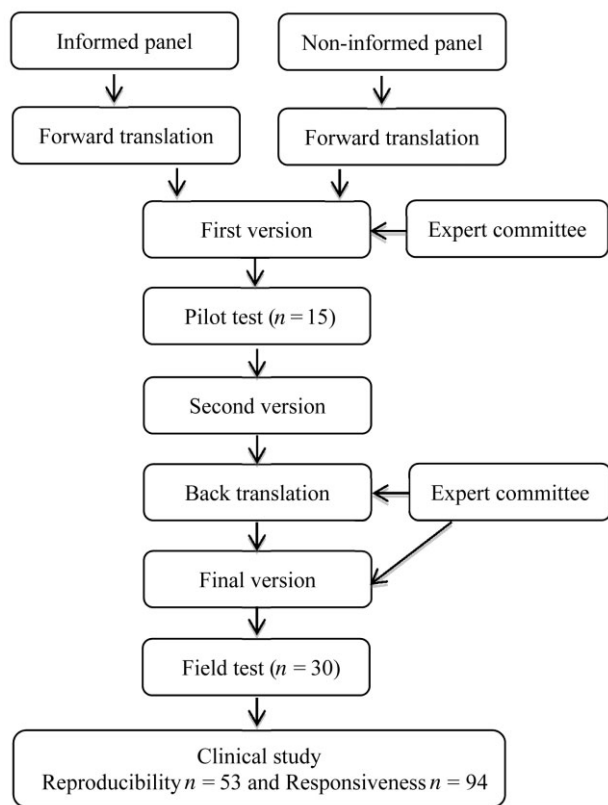 Informed panel
Non-informed panel
Forward translation
Forward translation
First version
Expert committee
Pilot test (n = 15)
Second version
Back translation
Expert committee
Final version
Field test (n = 30)
Clinical study
Reproducibility n = 53 and Responsiveness n = 94